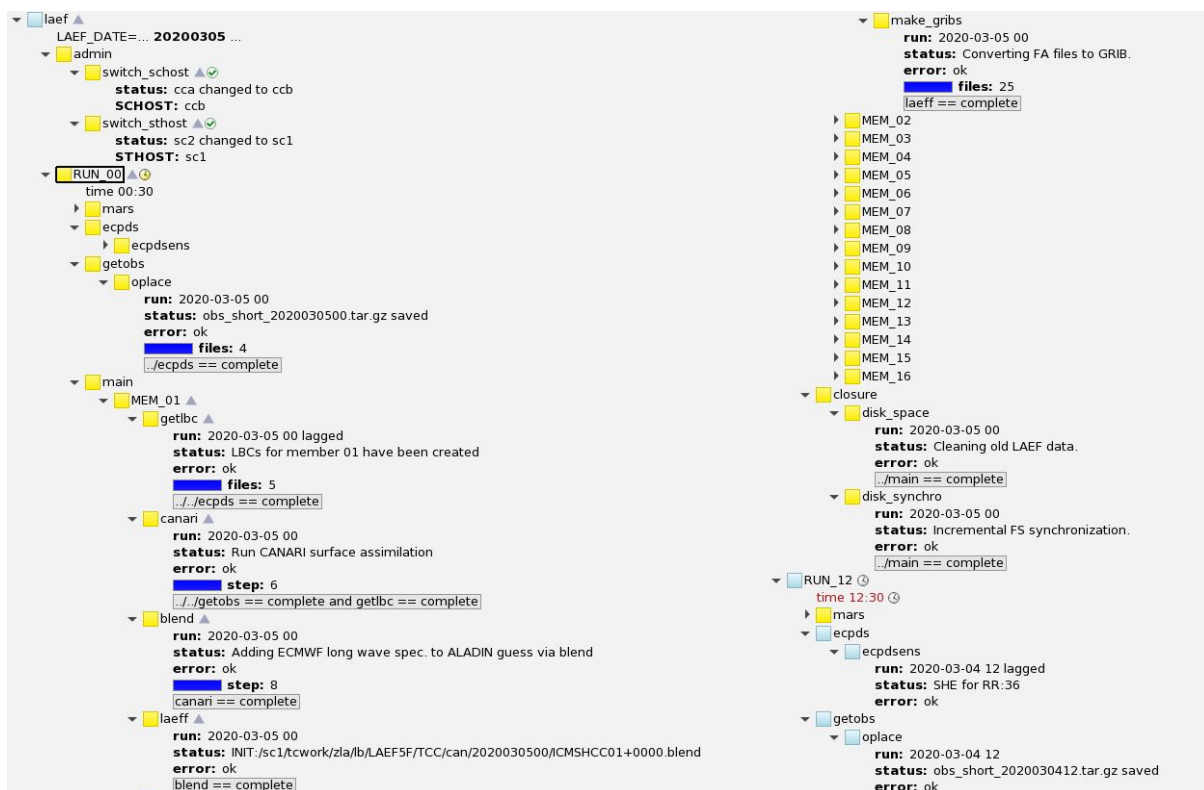 laef
LAEF_DATE=... 20200305 ...
admin
switch_schost
status: cca changed to ccb
SCHOST: ccb
switch_sthost
status: sc2 changed to sc1
STHOST: sc1
RUN_00
time 00:30
mars
ecpds
ecpdsens
getobs
oplace
run: 2020-03-05 00
status: obs_short_2020030500.tar.gz saved
error: ok
files: 4
../ecpds == complete
main
MEM_01
getlbc
run: 2020-03-05 00 lagged
status: LBCs for member 01 have been created
error: ok
files: 5
../../ecpds == complete
canari
run: 2020-03-05 00
status: Run CANARI surface assimilation
error: ok
step: 6
../../getobs == complete and getlbc == complete
blend
run: 2020-03-05 00
status: Adding ECMWF long wave spec. to ALADIN guess via blend
error: ok
step: 8
canari == complete
laeff
run: 2020-03-05 00
status: INIT:/sc1/tcwork/zla/lb/LAEF5F/TCC/can/2020030500/ICMSHCC01+0000.blend
error: ok
blend == complete
make_gribs
run: 2020-03-05 00
status: Converting FA files to GRIB.
error: ok
files: 25
laeff == complete
MEM_02
MEM_03
MEM_04
MEM_05
MEM_06
MEM_07
MEM_08
MEM_09
MEM_10
MEM_11
MEM_12
MEM_13
MEM_14
MEM_15
MEM_16
closure
disk_space
run: 2020-03-05 00
status: Cleaning old LAEF data.
error: ok
../main == complete
disk_synchro
run: 2020-03-05 00
status: Incremental FS synchronization.
error: ok
../main == complete
RUN_12
time 12:30
mars
ecpds
ecpdsens
run: 2020-03-04 12 lagged
status: SHE for RR:36
error: ok
getobs
oplace
run: 2020-03-04 12
status: obs_short_2020030412.tar.gz saved
error: ok